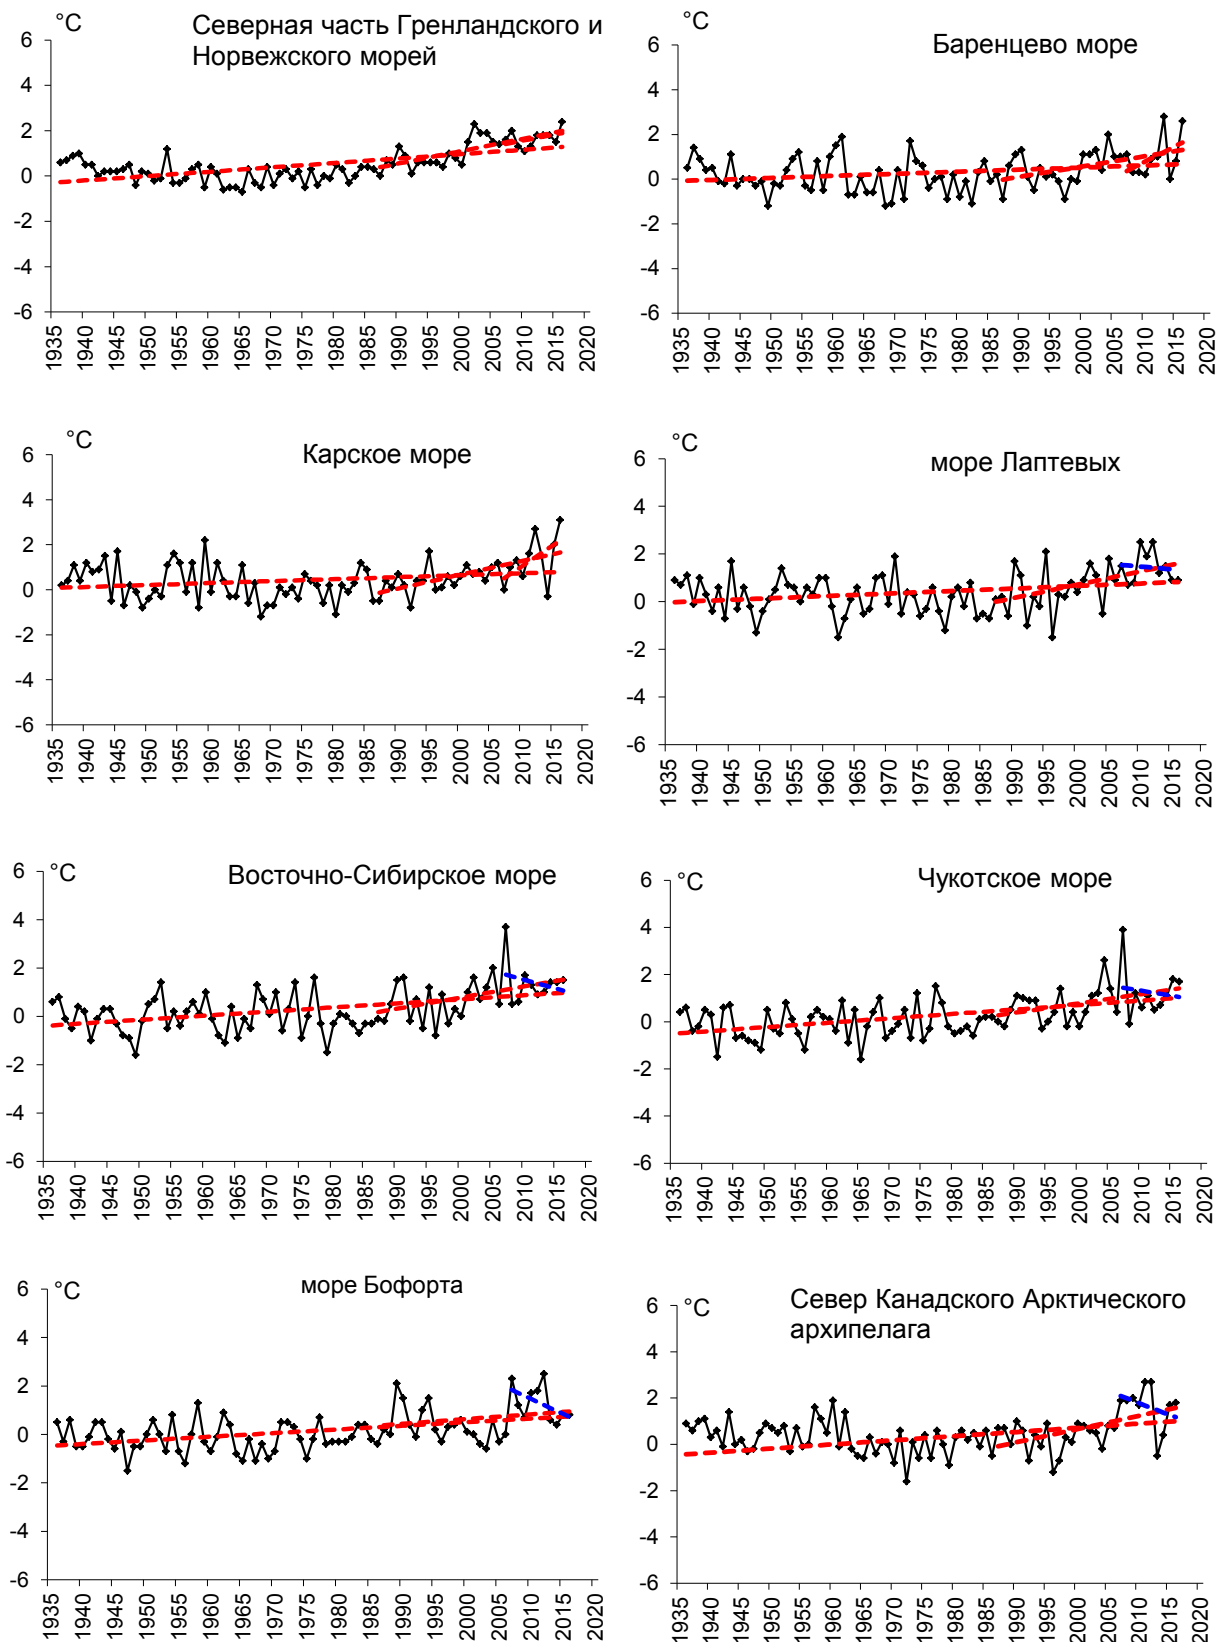 °C
Северная часть Гренландского и
Норвежского морей
6
4
2
0
-2
-4
-6
1935 1940 1945 1950 1955 1960 1965 1970 1975 1980 1985 1990 1995 2000 2005 2010 2015 2020
°C
Баренцево море
6
4
2
0
-2
-4
-6
1935 1940 1945 1950 1955 1960 1965 1970 1975 1980 1985 1990 1995 2000 2005 2010 2015 2020
°C
Карское море
6
4
2
0
-2
-4
-6
1935 1940 1945 1950 1955 1960 1965 1970 1975 1980 1985 1990 1995 2000 2005 2010 2015 2020
°C
море Лаптевых
6
4
2
0
-2
-4
-6
1935 1940 1945 1950 1955 1960 1965 1970 1975 1980 1985 1990 1995 2000 2005 2010 2015 2020
°C
Восточно-Сибирское море
6
4
2
0
-2
-4
-6
1935 1940 1945 1950 1955 1960 1965 1970 1975 1980 1985 1990 1995 2000 2005 2010 2015 2020
°C
Чукотское море
6
4
2
0
-2
-4
-6
1935 1940 1945 1950 1955 1960 1965 1970 1975 1980 1985 1990 1995 2000 2005 2010 2015 2020
°C
море Бофорта
6
4
2
0
-2
-4
-6
1935 1940 1945 1950 1955 1960 1965 1970 1975 1980 1985 1990 1995 2000 2005 2010 2015 2020
°C
Север Канадского Арктического
архипелага
6
4
2
0
-2
-4
-6
1935 1940 1945 1950 1955 1960 1965 1970 1975 1980 1985 1990 1995 2000 2005 2010 2015 2020